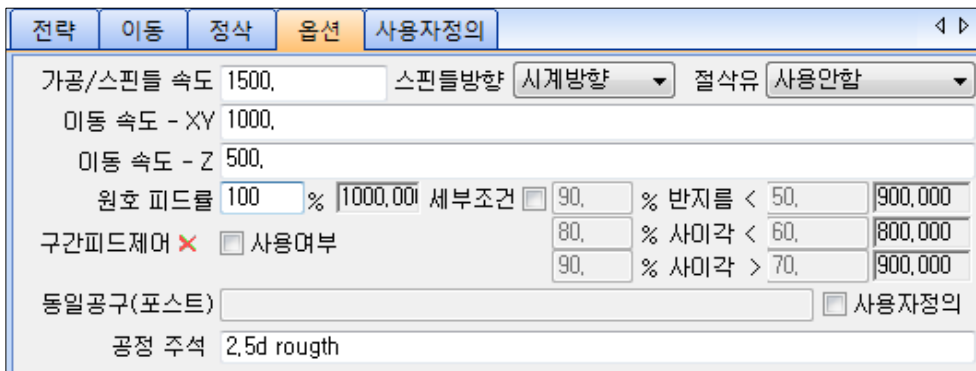 전략 이동 정삭 옵션 사용자정의
가공/스핀들 속도 1500, 스핀들방향 시계방향 절삭유 사용안함
이동 속도 - XY 1000,
이동 속도 - Z 500,
원호 피드률 100 % 1000,00 세부조건 90, % 반지름 < 50, 900,000
구간피드제어 사용여부 80, % 사이각 < 60, 800,000
90, % 사이각 > 70, 900,000
동일공구(포스트) 사용자정의
공정 주석 2,5d rougth